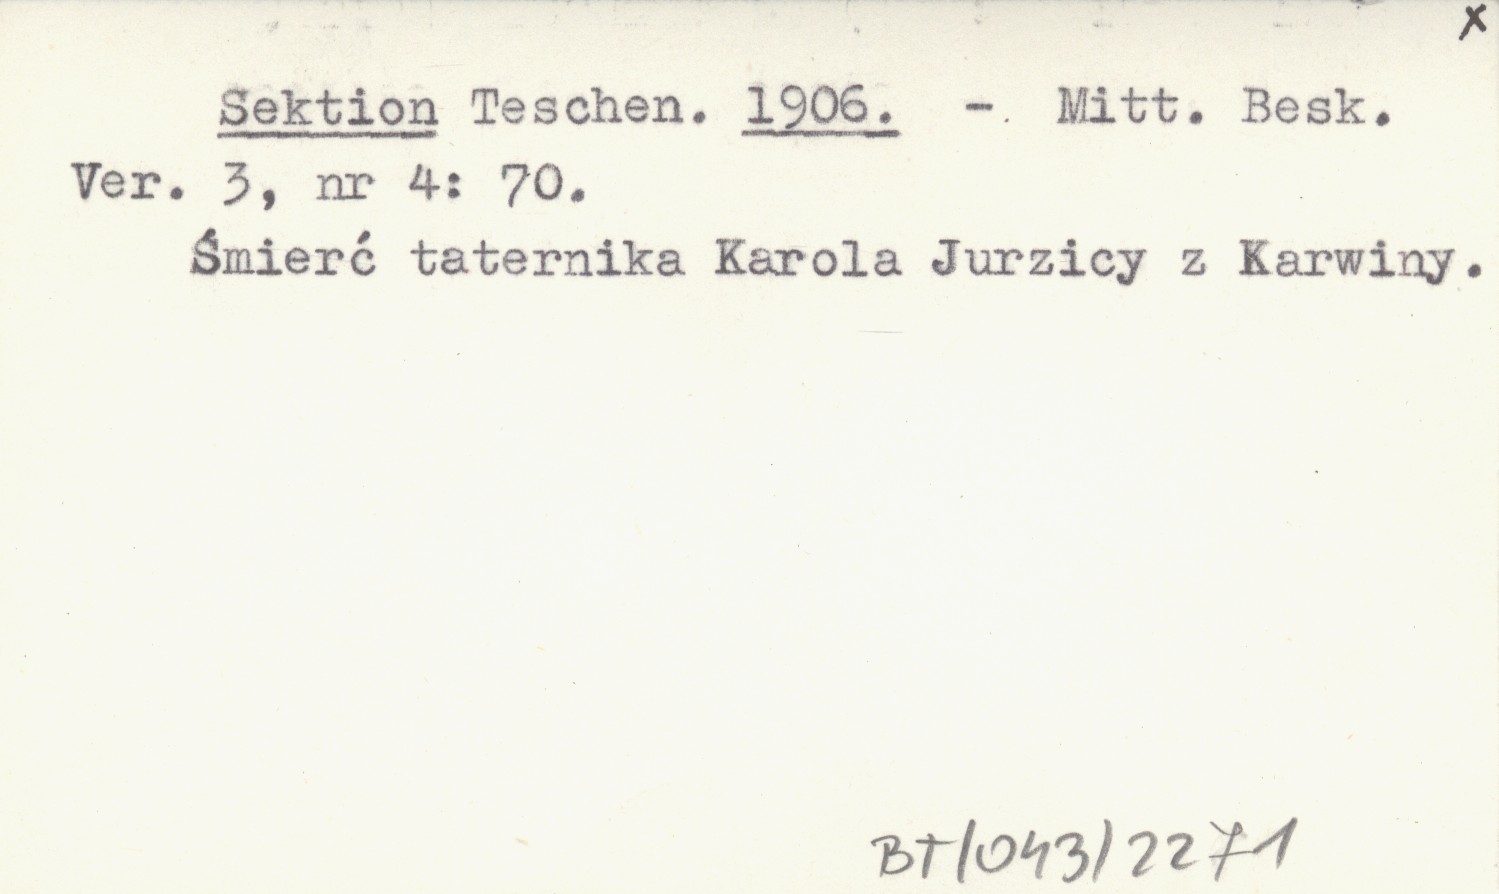 x
Sektion Teschen. 1906. - Mitt. Besk.
Ver. 3, nr 4: 70.
Śmierć taternika Karola Jurzicy z Karwiny.
BT/043/2271